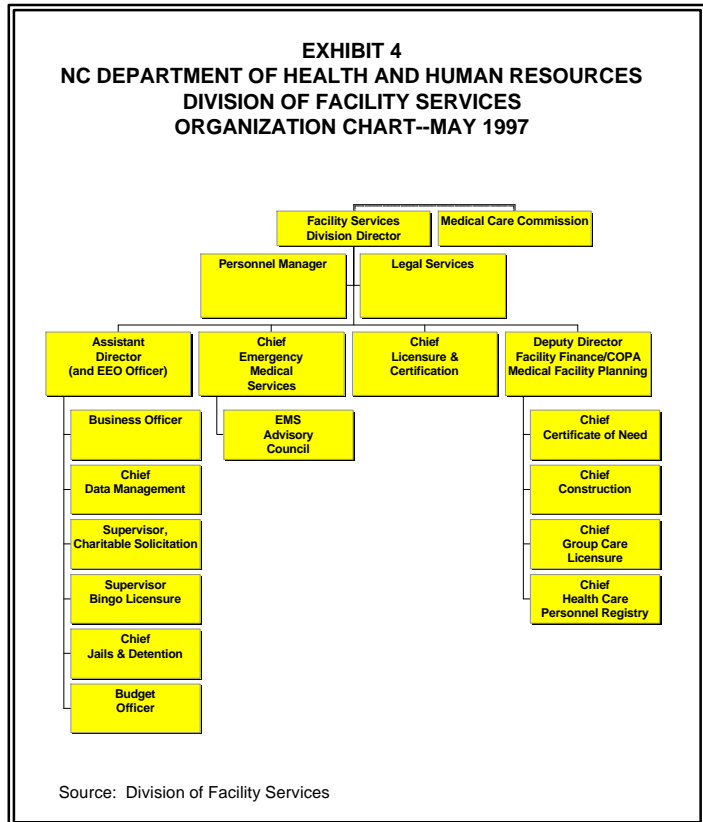 EXHIBIT 4
NC DEPARTMENT OF HEALTH AND HUMAN RESOURCES
DIVISION OF FACILITY SERVICES
ORGANIZATION CHART--MAY 1997
Facility Services
Division Director
Medical Care Commission
Personnel Manager
Legal Services
Assistant
Director
(and EEO Officer)
Chief
Emergency
Medical
Services
Chief
Licensure &
Certification
Deputy Director
Facility Finance/COPA
Medical Facility Planning
Business Officer
Chief
Data Management
Supervisor,
Charitable Solicitation
Supervisor
Bingo Licensure
Chief
Jails & Detention
Budget
Officer
EMS
Advisory
Council
Chief
Certificate of Need
Chief
Construction
Chief
Group Care
Licensure
Chief
Health Care
Personnel Registry
Source: Division of Facility Services